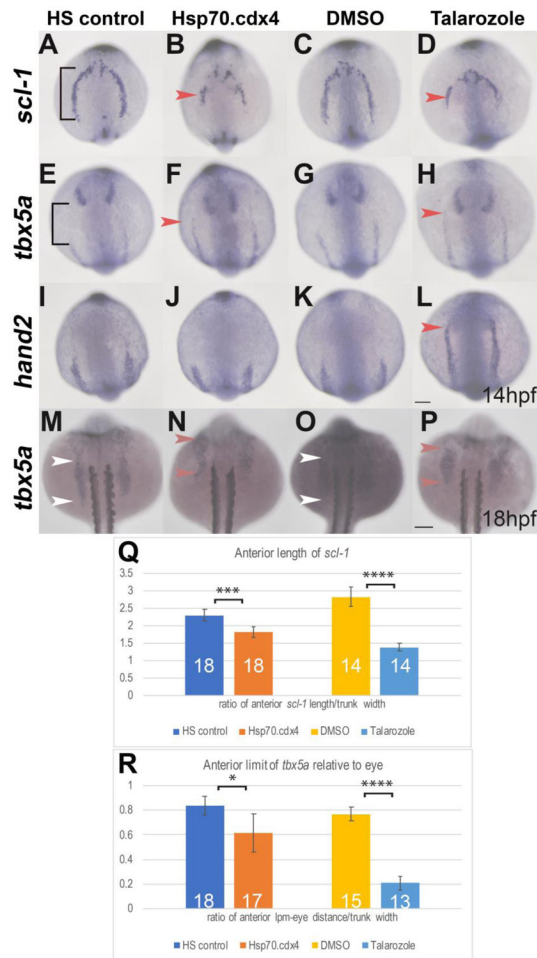 HS control Hsp70.cdx4 DMSO Talarozole
scl-1
A B C D
tbx5a
E F G H
hand2
I J K L
14hpf
tbx5a
M N O P
18hpf
Q
Anterior length of scl-1
3.5
3
2.5
2
1.5
1
0.5
0
*** ****
18 18 14 14
ratio of anterior scl-1 length/trunk width
HS control Hsp70.cdx4 DMSO Talarozole
R
Anterior limit of tbx5a relative to eye
1
0.8
0.6
0.4
0.2
0
* ****
18 17 15 13
ratio of anterior lpm-eye distance/trunk width
HS control Hsp70.cdx4 DMSO Talarozole